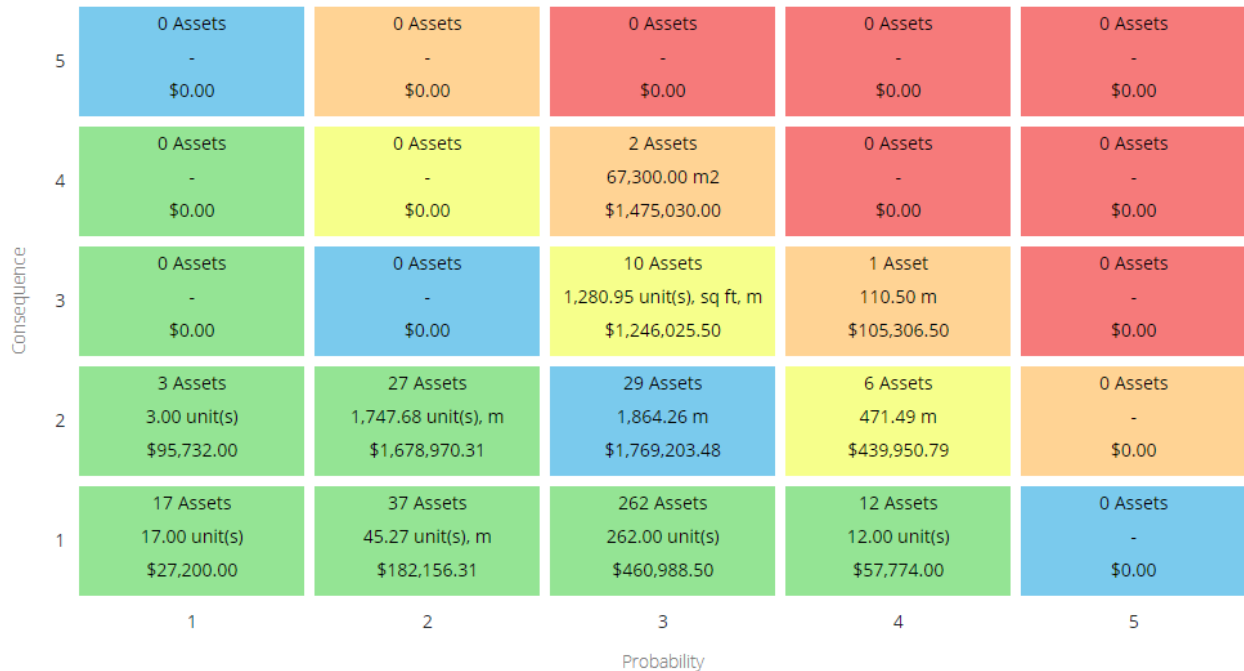 0 Assets
-
$0.00
0 Assets
-
$0.00
0 Assets
-
$0.00
0 Assets
-
$0.00
0 Assets
-
$0.00
5
0 Assets
-
$0.00
0 Assets
-
$0.00
2 Assets
67,300.00 m2
$1,475,030.00
0 Assets
-
$0.00
0 Assets
-
$0.00
4
0 Assets
-
$0.00
0 Assets
-
$0.00
10 Assets
1,280.95 unit(s), sq ft, m
$1,246,025.50
1 Asset
110.50 m
$105,306.50
0 Assets
-
$0.00
3
Consequence
3 Assets
3.00 unit(s)
$95,732.00
27 Assets
1,747.68 unit(s), m
$1,678,970.31
29 Assets
1,864.26 m
$1,769,203.48
6 Assets
471.49 m
$439,950.79
0 Assets
-
$0.00
2
17 Assets
17.00 unit(s)
$27,200.00
37 Assets
45.27 unit(s), m
$182,156.31
262 Assets
262.00 unit(s)
$460,988.50
12 Assets
12.00 unit(s)
$57,774.00
0 Assets
-
$0.00
1
1
2
3
4
5
Probability